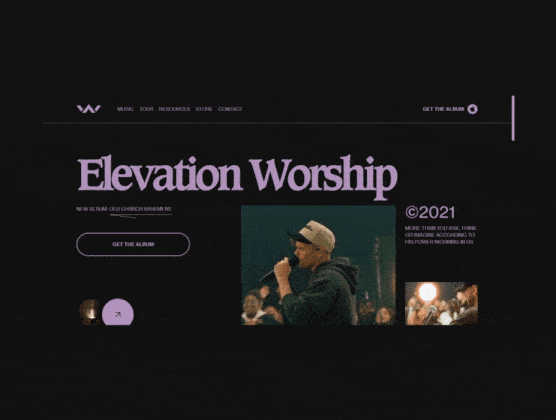 MUSIC TOUR RESOURCES STORE CONTACT
GET THE ALBUM
Elevation Worship
NEW ALBUM: OLD CHURCH BASEMENT
©2021
MORE THAN YOU ASK, THINK
OR IMAGINE ACCORDING TO
HIS POWER WORKING IN US
GET THE ALBUM